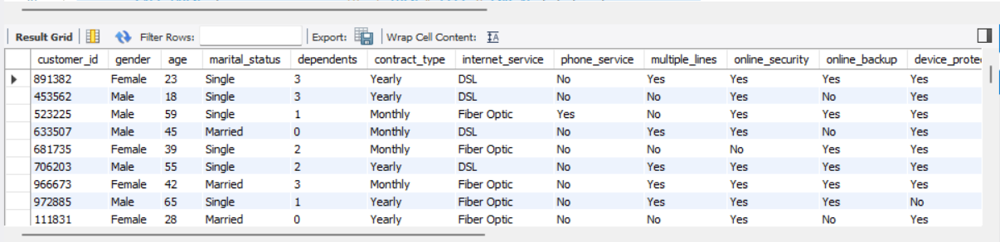 Result Grid Filter Rows: Export: Wrap Cell Content:
customer_id gender age marital_status dependents contract_type internet_service phone_service multiple_lines online_security online_backup device_protec
891382 Female 23 Single 3 Yearly DSL No Yes Yes Yes Yes
453562 Male 18 Single 3 Yearly DSL No No Yes No Yes
523225 Male 59 Single 1 Monthly Fiber Optic Yes No Yes Yes Yes
633507 Male 45 Married 0 Monthly DSL No Yes Yes No Yes
681735 Female 39 Single 2 Monthly Fiber Optic No No No Yes Yes
706203 Male 55 Single 2 Yearly DSL No Yes Yes Yes Yes
966673 Female 42 Married 3 Monthly Fiber Optic No Yes Yes Yes Yes
972885 Male 65 Single 1 Yearly Fiber Optic No Yes Yes Yes No
111831 Female 28 Married 0 Yearly Fiber Optic No No Yes No Yes